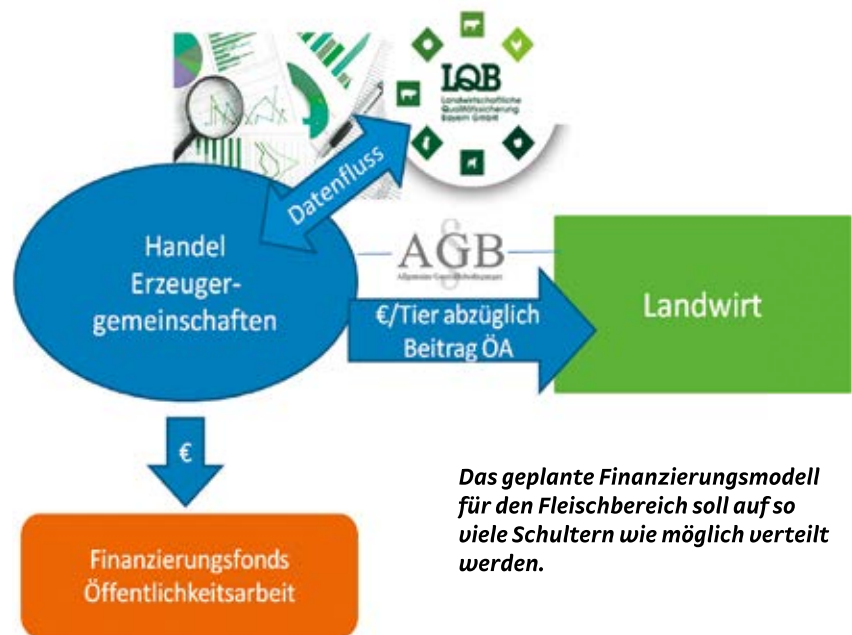 LQB
Landwirtschaftliche
Qualitätssicherung
Bayern GmbH
Datenfluss
Handel
Erzeuger-
gemeinschaften
AGB
Allgemeine Geschäftsbedingungen
€/Tier abzüglich
Beitrag ÖA
Landwirt
€
Finanzierungsfonds
Öffentlichkeitsarbeit
Das geplante Finanzierungsmodell
für den Fleischbereich soll auf so
viele Schultern wie möglich verteilt
werden.